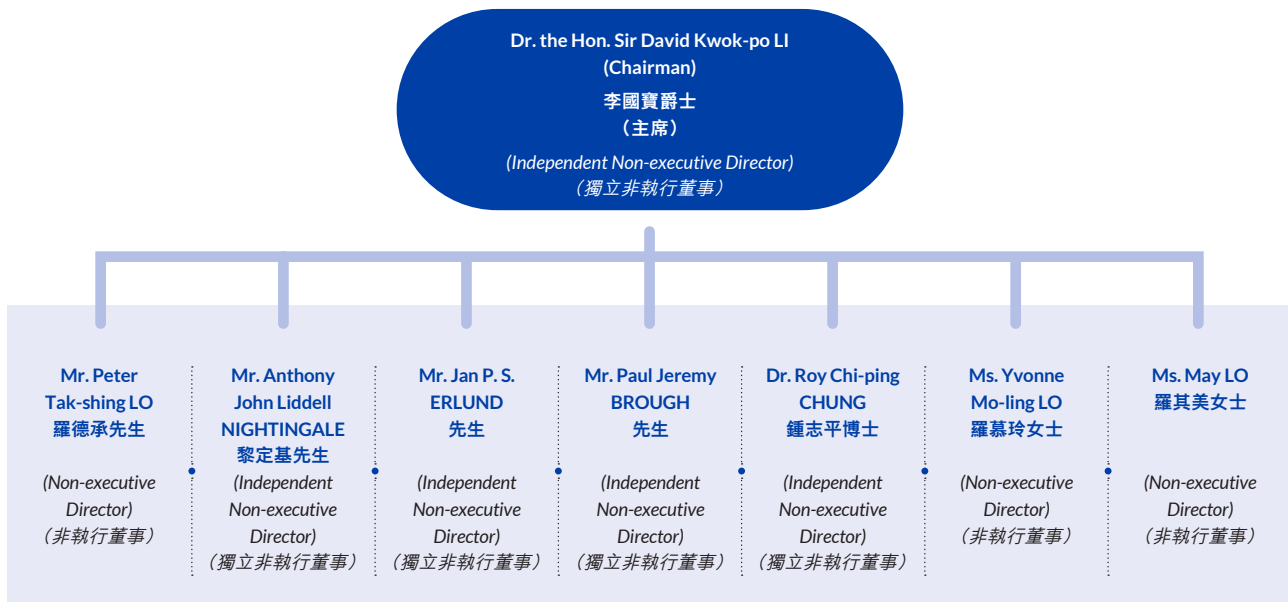 Dr. the Hon. Sir David Kwok-po LI
(Chairman)
李國寶爵士
（主席）
(Independent Non-executive Director)
（獨立非執行董事）
Mr. Peter
Tak-shing LO
羅德承先生
(Non-executive
Director)
（非執行董事）
Mr. Anthony
John Liddell
NIGHTINGALE
黎定基先生
(Independent
Non-executive
Director)
（獨立非執行董事）
Mr. Jan P. S.
ERLUND
先生
(Independent
Non-executive
Director)
（獨立非執行董事）
Mr. Paul Jeremy
BROUGH
先生
(Independent
Non-executive
Director)
（獨立非執行董事）
Dr. Roy Chi-ping
CHUNG
鍾志平博士
(Independent
Non-executive
Director)
（獨立非執行董事）
Ms. Yvonne
Mo-ling LO
羅慕玲女士
(Non-executive
Director)
（非執行董事）
Ms. May LO
羅其美女士
(Non-executive
Director)
（非執行董事）